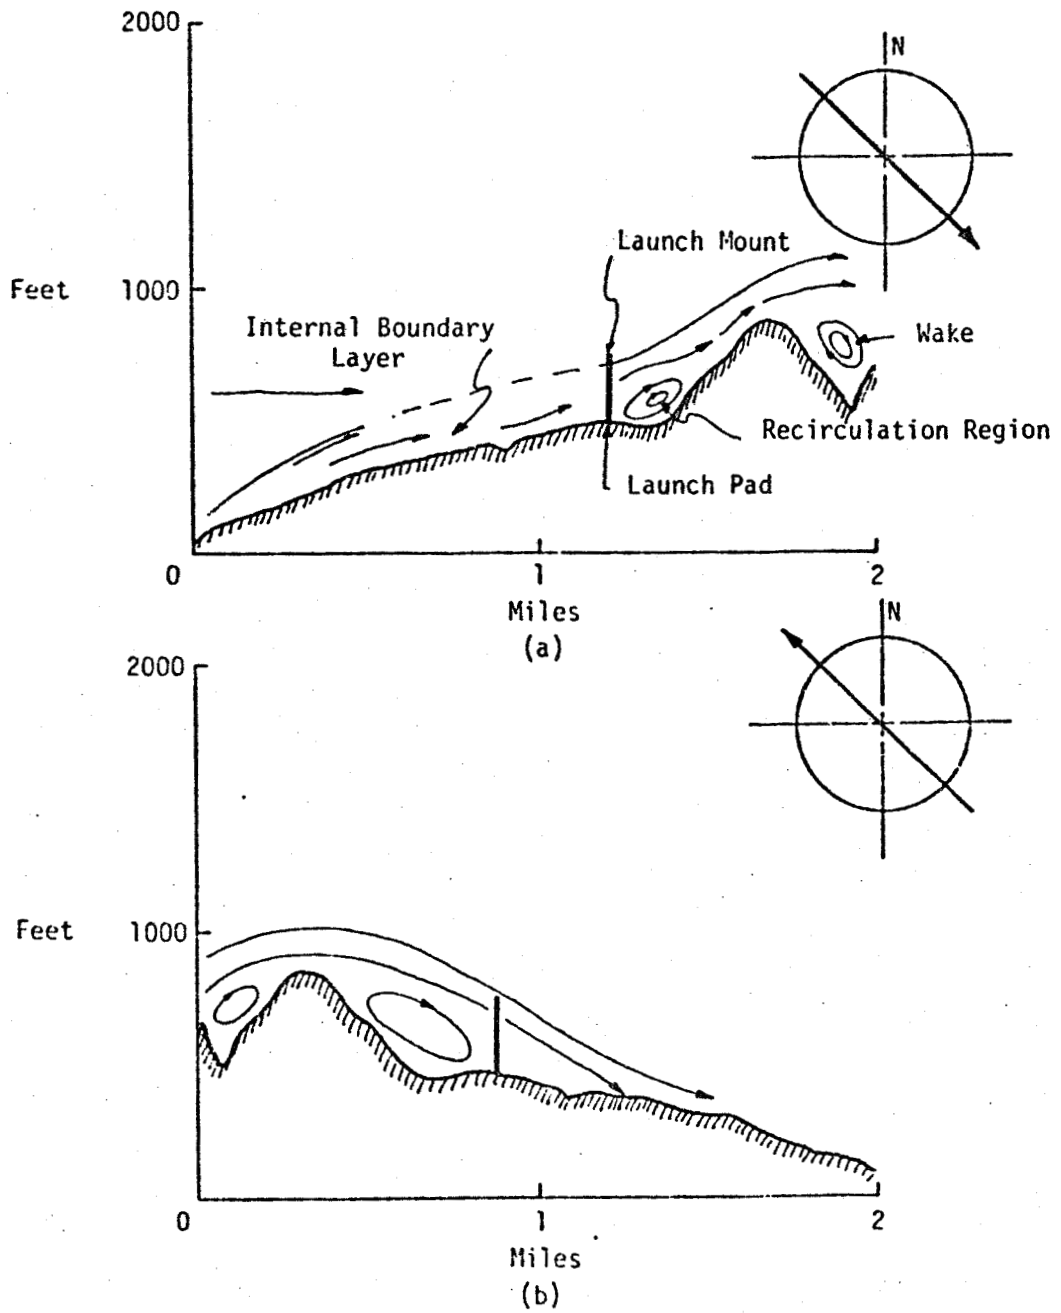 2000
N
Launch Mount
Feet
1000
Internal Boundary
Layer
Wake
Recirculation Region
Launch Pad
0
1
2
Miles
(a)
N
2000
Feet
1000
0
1
2
Miles
(b)